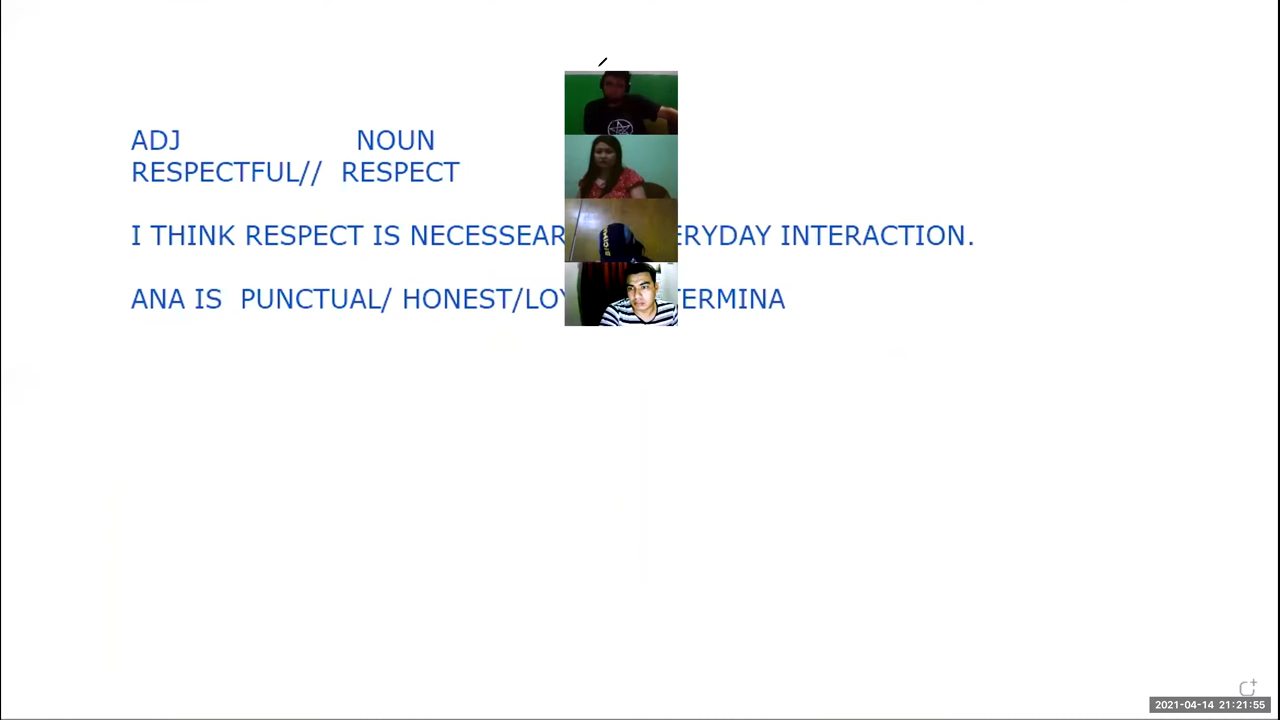 ADJ NOUN
RESPECTFUL// RESPECT
I THINK RESPECT IS NECESSEAR ERYDAY INTERACTION.
ANA IS PUNCTUAL/ HONEST/LOY TERMINA
2021-04-14 21:21:55